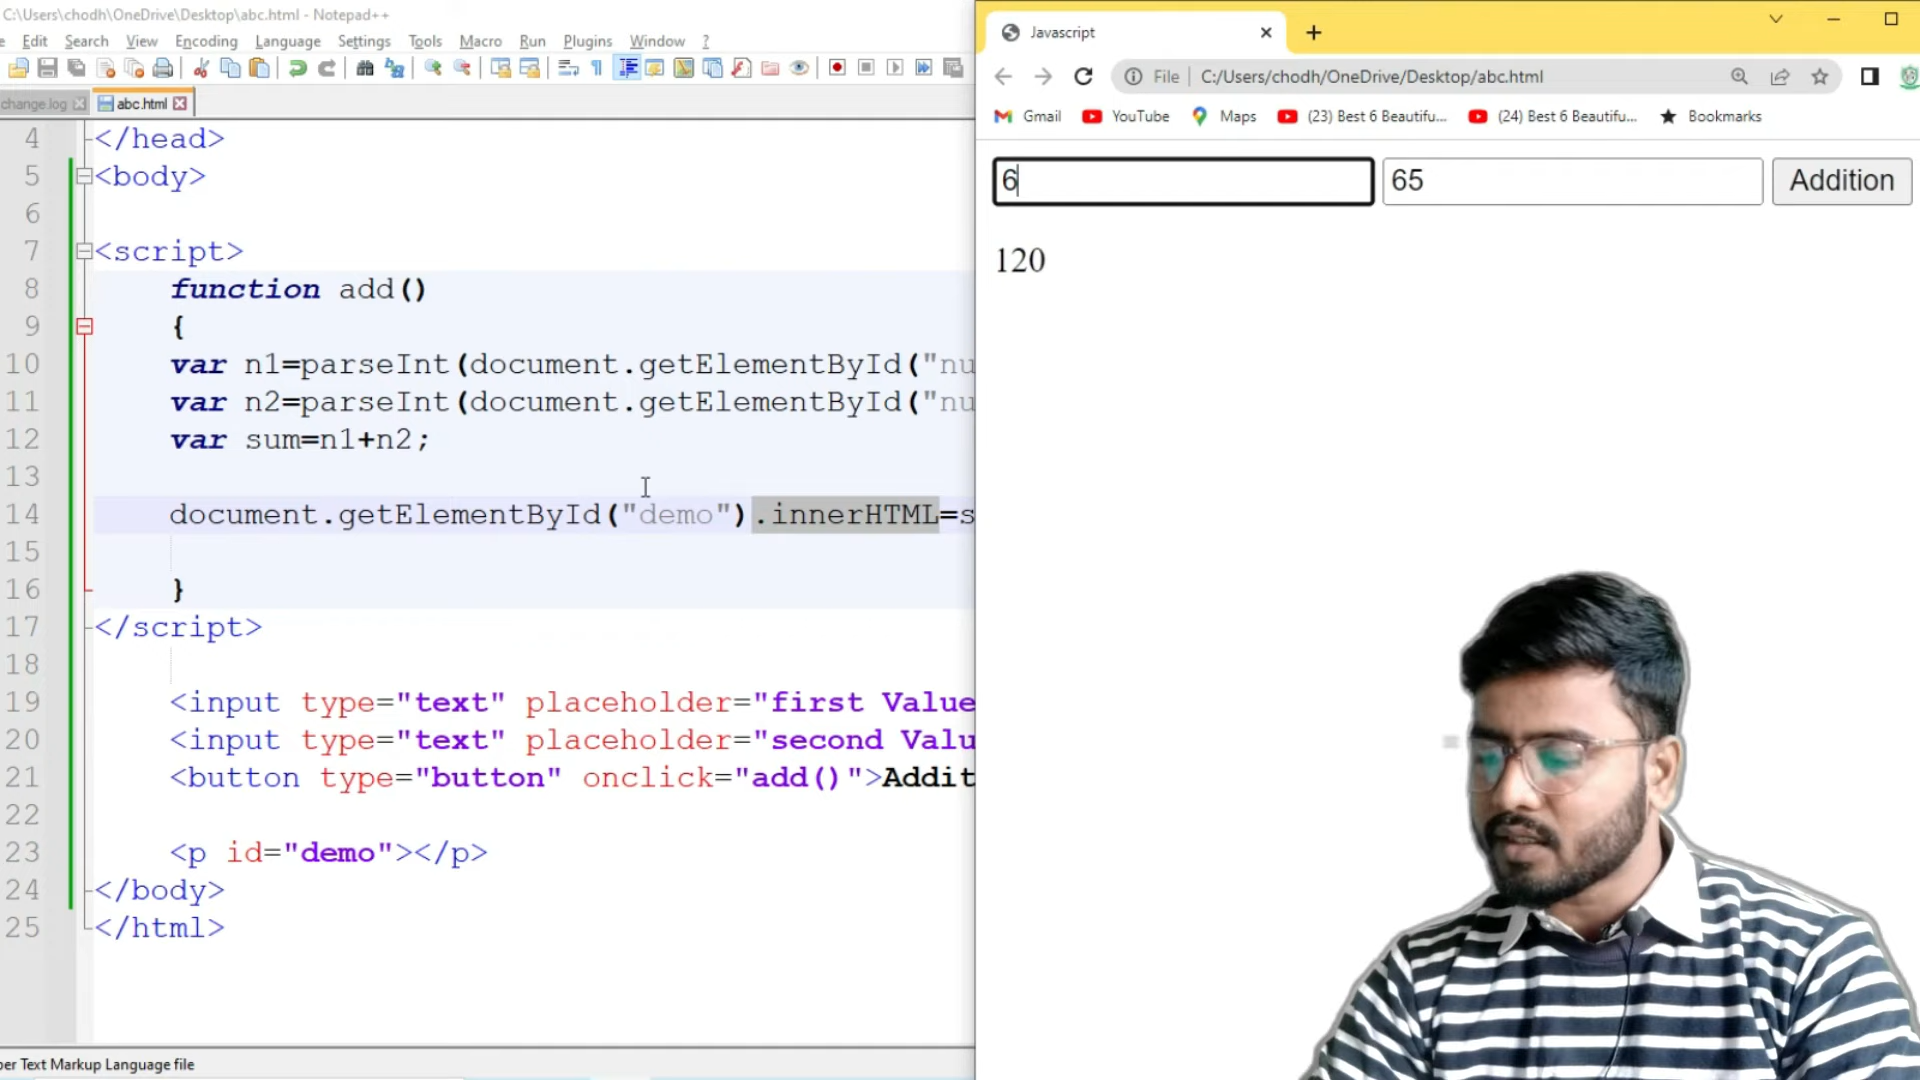 C:\Users\chodh\OneDrive\Desktop\abc.html - Notepad++
Edit Search View Encoding Language Settings Tools Macro Run Plugins Window ?
change.log abc.html
4 </head>
5 <body>
6
7 <script>
8 function add()
9 {
10 var n1=parseInt(document.getElementById("nu
11 var n2=parseInt(document.getElementById("nu
12 var sum=n1+n2;
13
14 document.getElementById("demo").innerHTML=s
15
16 }
17 </script>
18
19 <input type="text" placeholder="first Value
20 <input type="text" placeholder="second Valu
21 <button type="button" onclick="add()">Addit
22
23 <p id="demo"></p>
24 </body>
25 </html>
per Text Markup Language file
Javascript
File C:/Users/chodh/OneDrive/Desktop/abc.html
Gmail YouTube Maps (23) Best 6 Beautifu... (24) Best 6 Beautifu... Bookmarks
6 65 Addition
120